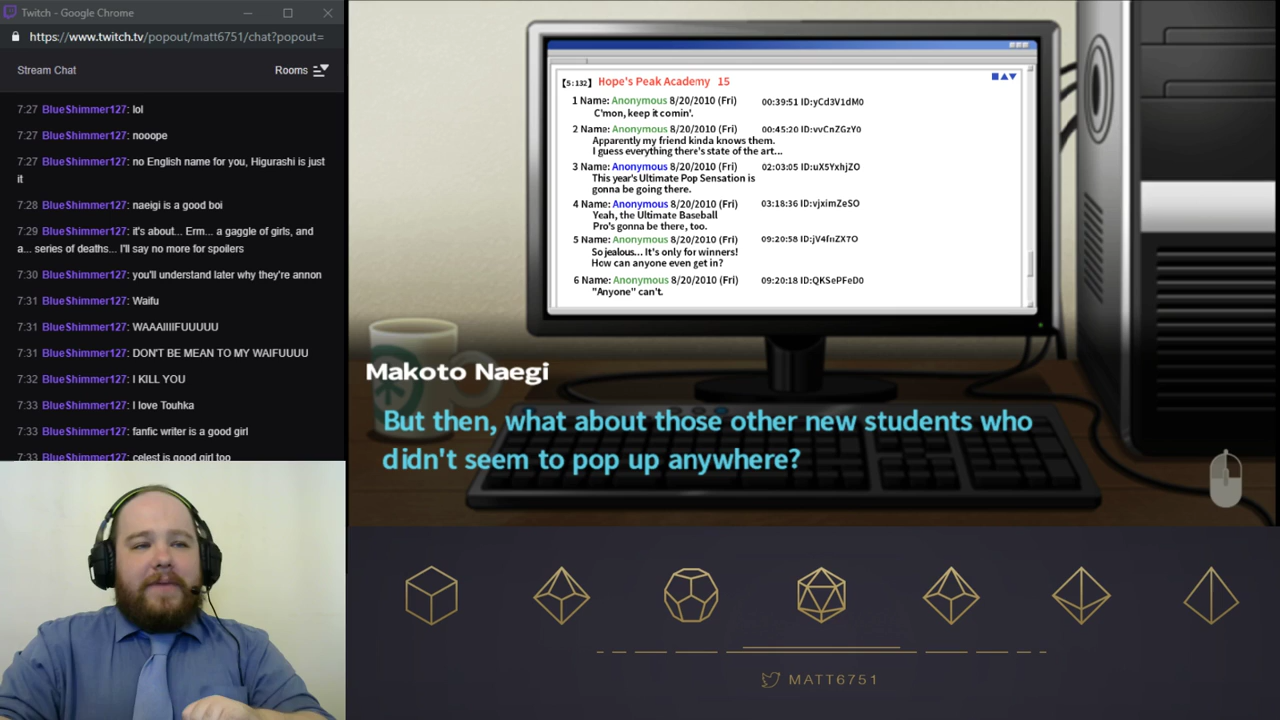 Twitch - Google Chrome
https://www.twitch.tv/popout/matt6751/chat?popout=
Stream Chat
Rooms
7:27 BlueShimmer127: lol
7:27 BlueShimmer127: nooope
7:27 BlueShimmer127: no English name for you, Higurashi is just
it
7:28 BlueShimmer127: naeigi is a good boi
7:29 BlueShimmer127: it's about... Erm... a gaggle of girls, and
a... series of deaths... I'll say no more for spoilers
7:30 BlueShimmer127: you'll understand later why they're annon
7:31 BlueShimmer127: Waifu
7:31 BlueShimmer127: WAAAIIIIFUUUUU
7:31 BlueShimmer127: DON'T BE MEAN TO MY WAIFUUUU
7:32 BlueShimmer127: I KILL YOU
7:33 BlueShimmer127: I love Touhka
7:33 BlueShimmer127: fanfic writer is a good girl
7:33 BlueShimmer127: celest is good girl too
【5:132】 Hope's Peak Academy 15
1 Name: Anonymous 8/20/2010 (Fri) 00:39:51 ID:yCd3V1dM0
C'mon, keep it comin'.
2 Name: Anonymous 8/20/2010 (Fri) 00:45:20 ID:vvCnZGzY0
Apparently my friend kinda knows them.
I guess everything there's state of the art...
3 Name: Anonymous 8/20/2010 (Fri) 02:03:05 ID:uX5YxhjZO
This year's Ultimate Pop Sensation is
gonna be going there.
4 Name: Anonymous 8/20/2010 (Fri) 03:18:36 ID:vjximZeSO
Yeah, the Ultimate Baseball
Pro's gonna be there, too.
5 Name: Anonymous 8/20/2010 (Fri) 09:20:58 ID:jV4fnZX7O
So jealous... It's only for winners!
How can anyone even get in?
6 Name: Anonymous 8/20/2010 (Fri) 09:20:18 ID:QKSePFeD0
"Anyone" can't.
Makoto Naegi
But then, what about those other new students who
didn't seem to pop up anywhere?
MATT6751